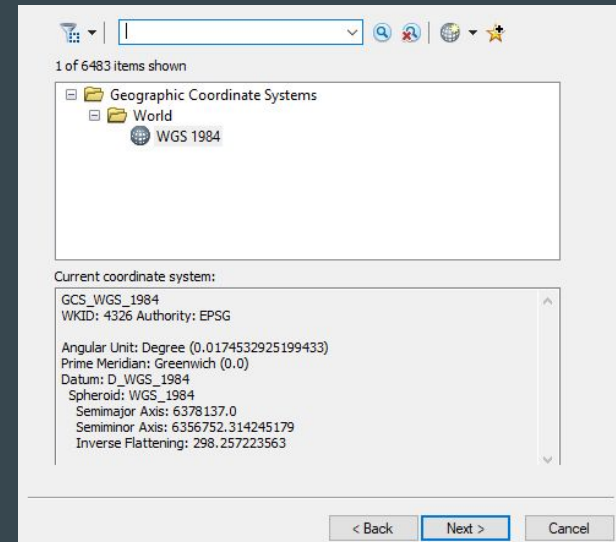 1 of 6483 items shown
Geographic Coordinate Systems
World
WGS 1984
Current coordinate system:
GCS_WGS_1984
WKID: 4326 Authority: EPSG
Angular Unit: Degree (0.0174532925199433)
Prime Meridian: Greenwich (0.0)
Datum: D_WGS_1984
Spheroid: WGS_1984
Semimajor Axis: 6378137.0
Semiminor Axis: 6356752.314245179
Inverse Flattening: 298.257223563
< Back Next > Cancel